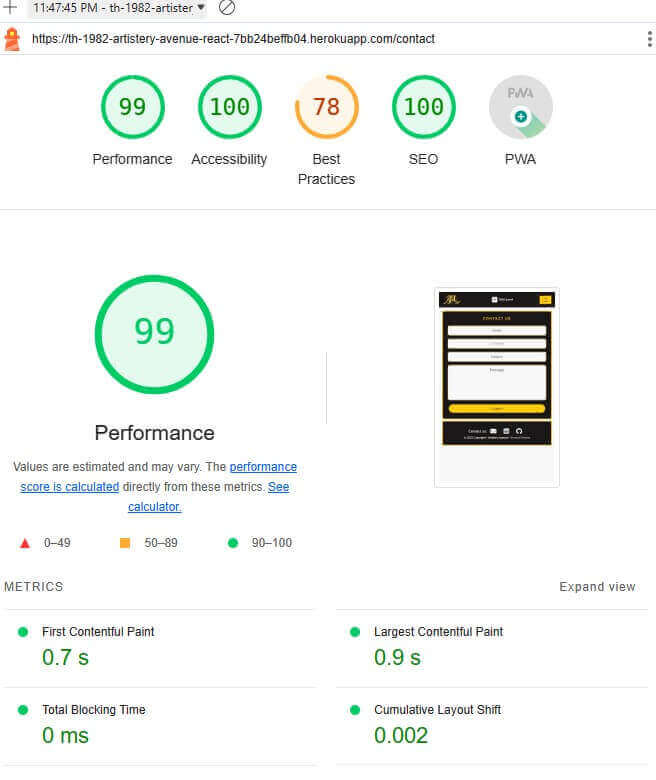 11:47:45 PM - th-1982-artister
https://th-1982-artistery-avenue-react-7bb24beffb04.herokuapp.com/contact
99 100 78 100 PWA
Performance Accessibility Best Practices SEO PWA
99
Performance
Values are estimated and may vary. The performance
score is calculated directly from these metrics. See
calculator.
0–49 50–89 90–100
CONTACT US
Contact us:
METRICS Expand view
First Contentful Paint
0.7 s
Largest Contentful Paint
0.9 s
Total Blocking Time
0 ms
Cumulative Layout Shift
0.002